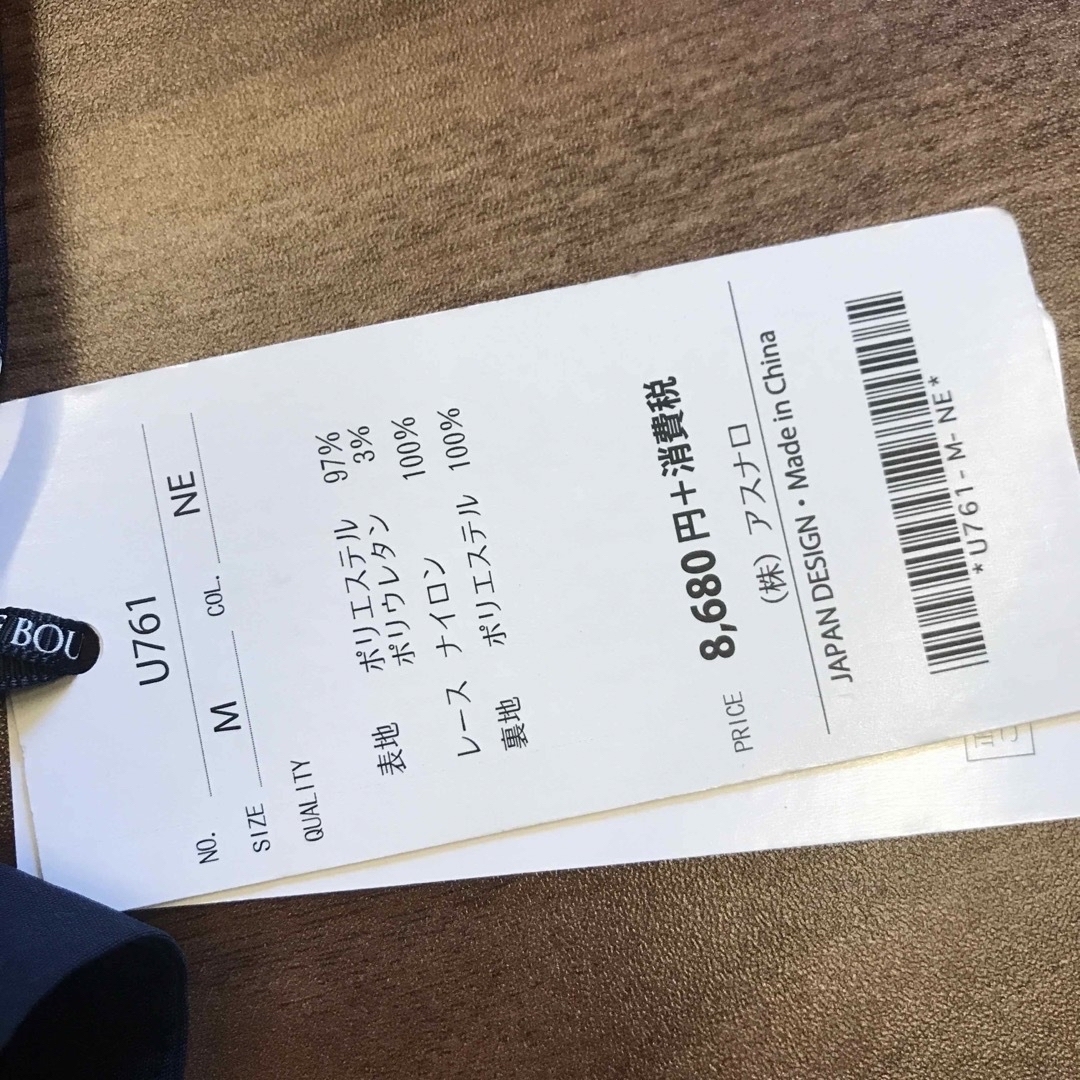 BOU
NO. U761
SIZE M COL. NE
QUALITY
表地 ポリエステル 97%
ポリウレタン 3%
レース ナイロン 100%
裏地 ポリエステル 100%
PRICE 8,680円+消費税
(株) アスナロ
JAPAN DESIGN・Made in China
*U761-M-NE*